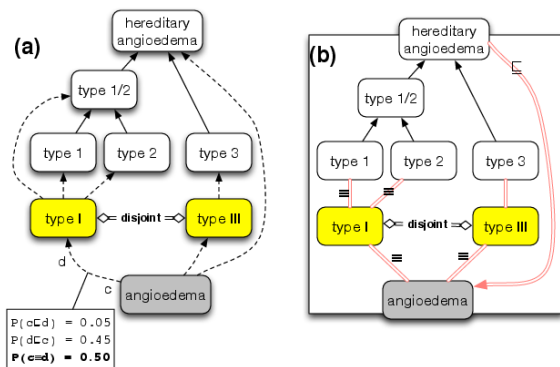 (a)
hereditary
angioedema
type 1/2
type 1
type 2
type 3
type I
disjoint
type III
d
c
angioedema
P(c⊑d) = 0.05
P(d⊑c) = 0.45
P(c≡d) = 0.50
(b)
hereditary
angioedema
⊑
type 1/2
type 1
type 2
type 3
≡
≡
type I
disjoint
type III
≡
≡
angioedema